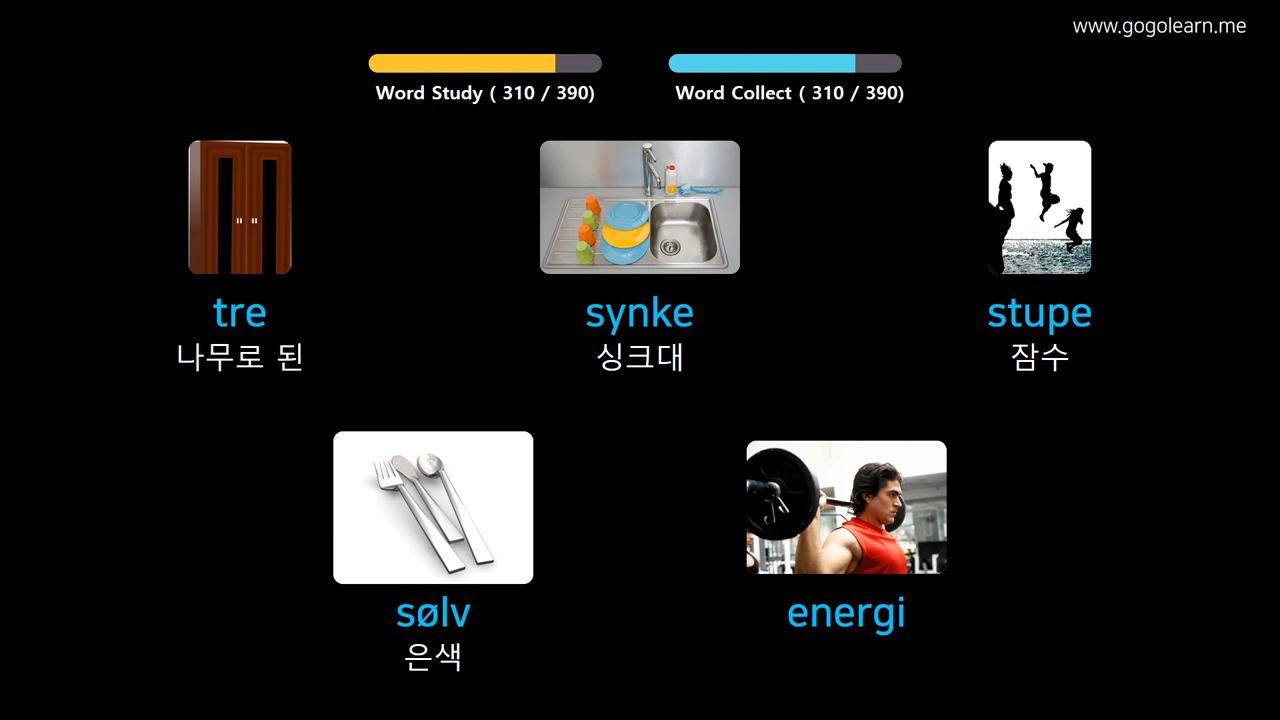 www.gogolearn.me
Word Study ( 310 / 390)
Word Collect ( 310 / 390)
tre
나무로 된
synke
싱크대
stupe
잠수
sølv
은색
energi